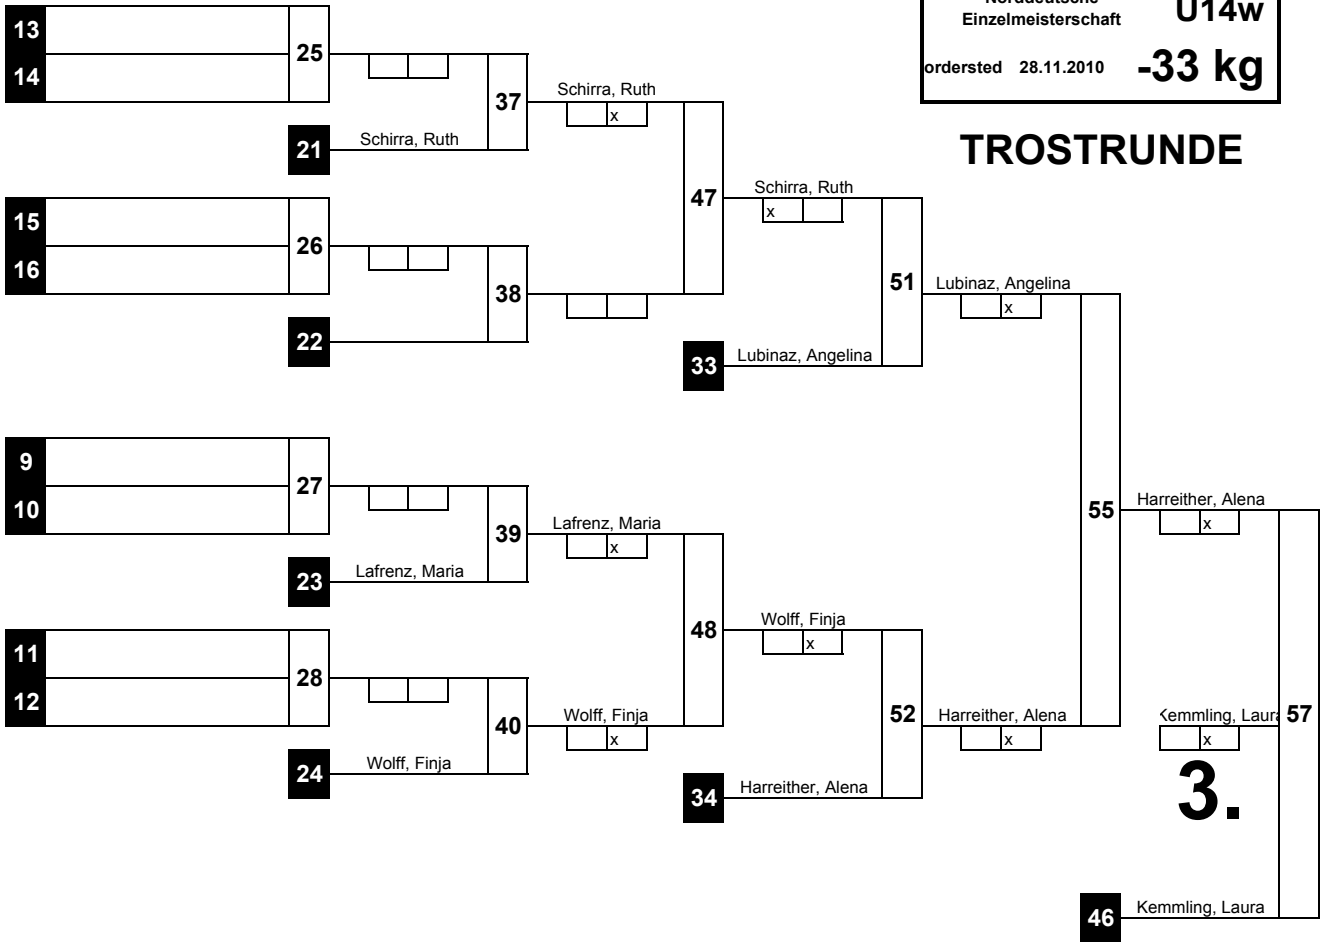 Norddeutsche
Einzelmeisterschaft
U14w
ordersted 28.11.2010
-33 kg
TROSTRUNDE
13
14
25
37
Schirra, Ruth
x
21
Schirra, Ruth
47
Schirra, Ruth
x
15
16
26
38
22
51
Lubinaz, Angelina
x
33
Lubinaz, Angelina
9
10
27
39
Lafrenz, Maria
x
23
Lafrenz, Maria
55
Harreither, Alena
x
48
Wolff, Finja
x
11
12
28
40
Wolff, Finja
x
24
Wolff, Finja
52
Harreither, Alena
x
34
Harreither, Alena
Kemmling, Laura
x
57
3.
46
Kemmling, Laura